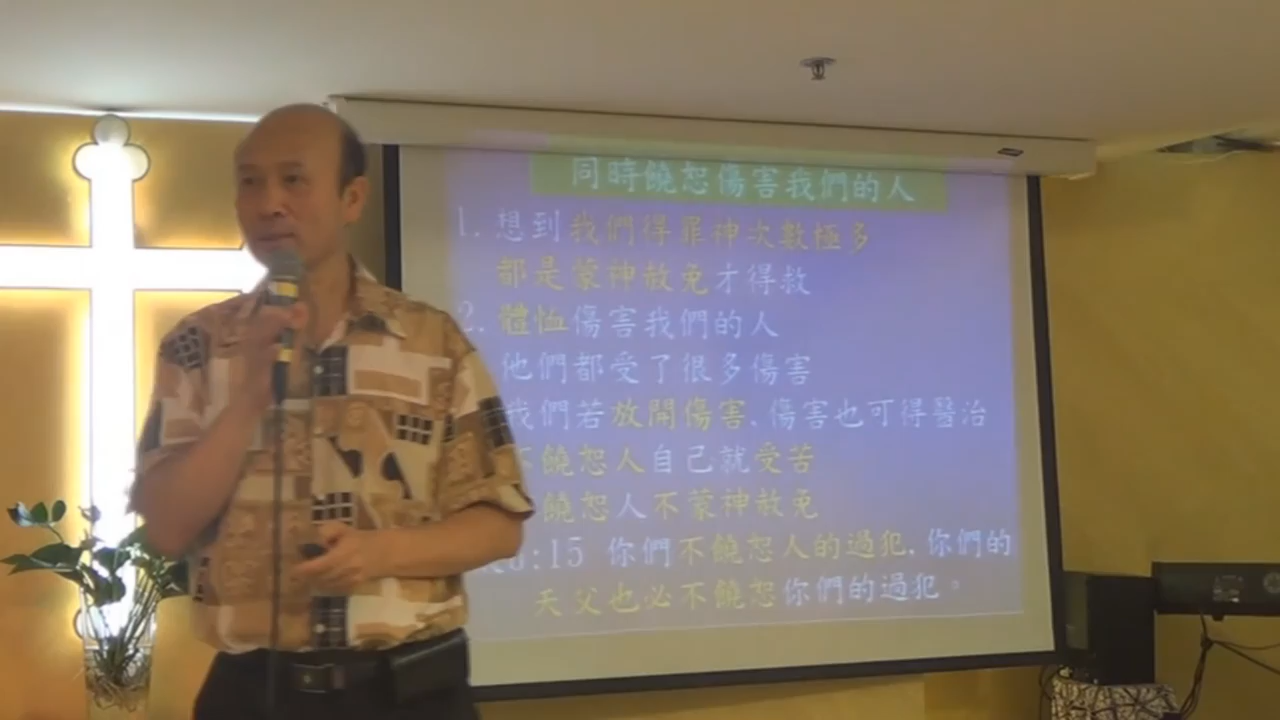 同時饒恕傷害我們的人
1. 想到我們得罪神次數極多
都是蒙神赦免才得救
2. 體恤傷害我們的人
他們都受了很多傷害
我們若放開傷害,傷害也可得醫治
不饒恕人自己就受苦
饒恕人不蒙神赦免
:15 你們不饒恕人的過犯,你們的
天父也必不饒恕你們的過犯。